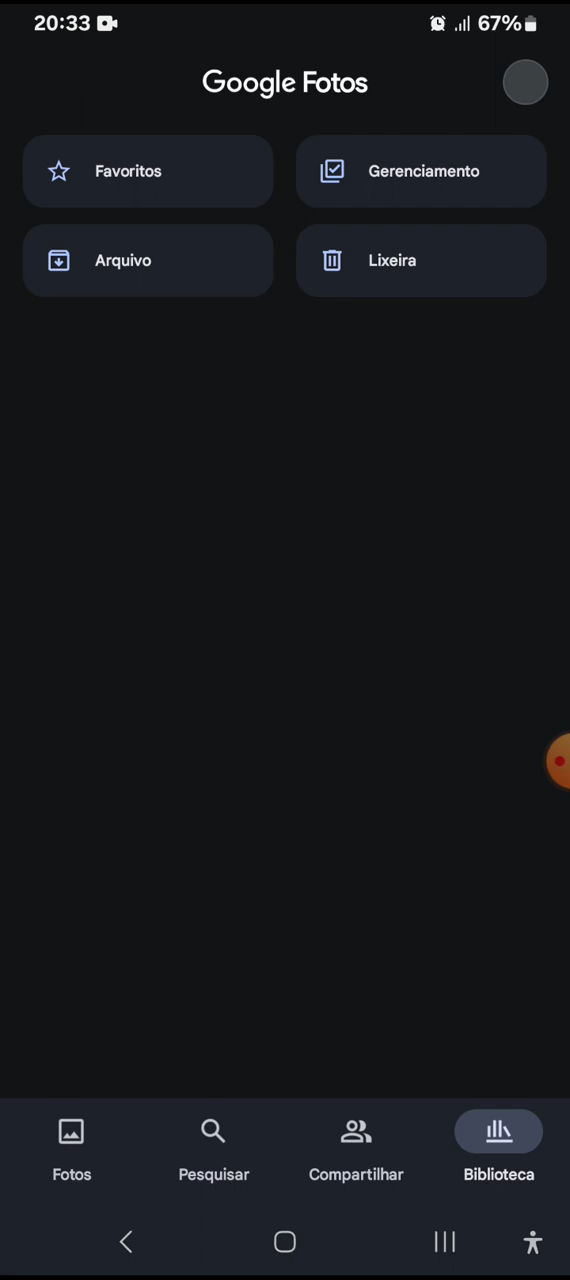 20:33 67%
Google Fotos
Favoritos Gerenciamento
Arquivo Lixeira
Fotos Pesquisar Compartilhar Biblioteca